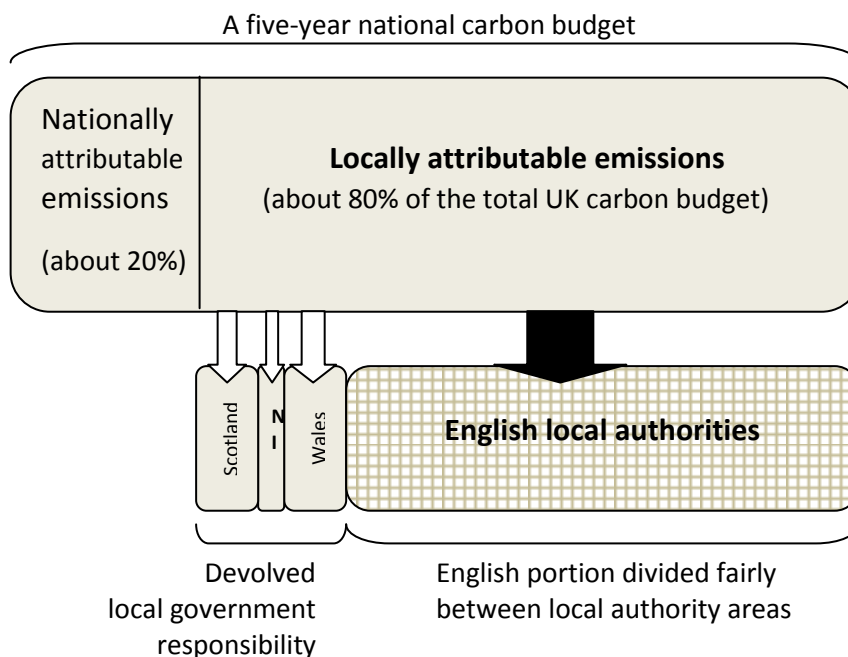 A five-year national carbon budget
Nationally
attributable
emissions
(about 20%)
Locally attributable emissions
(about 80% of the total UK carbon budget)
Scotland
N
I
Wales
English local authorities
Devolved
local government
responsibility
English portion divided fairly
between local authority areas